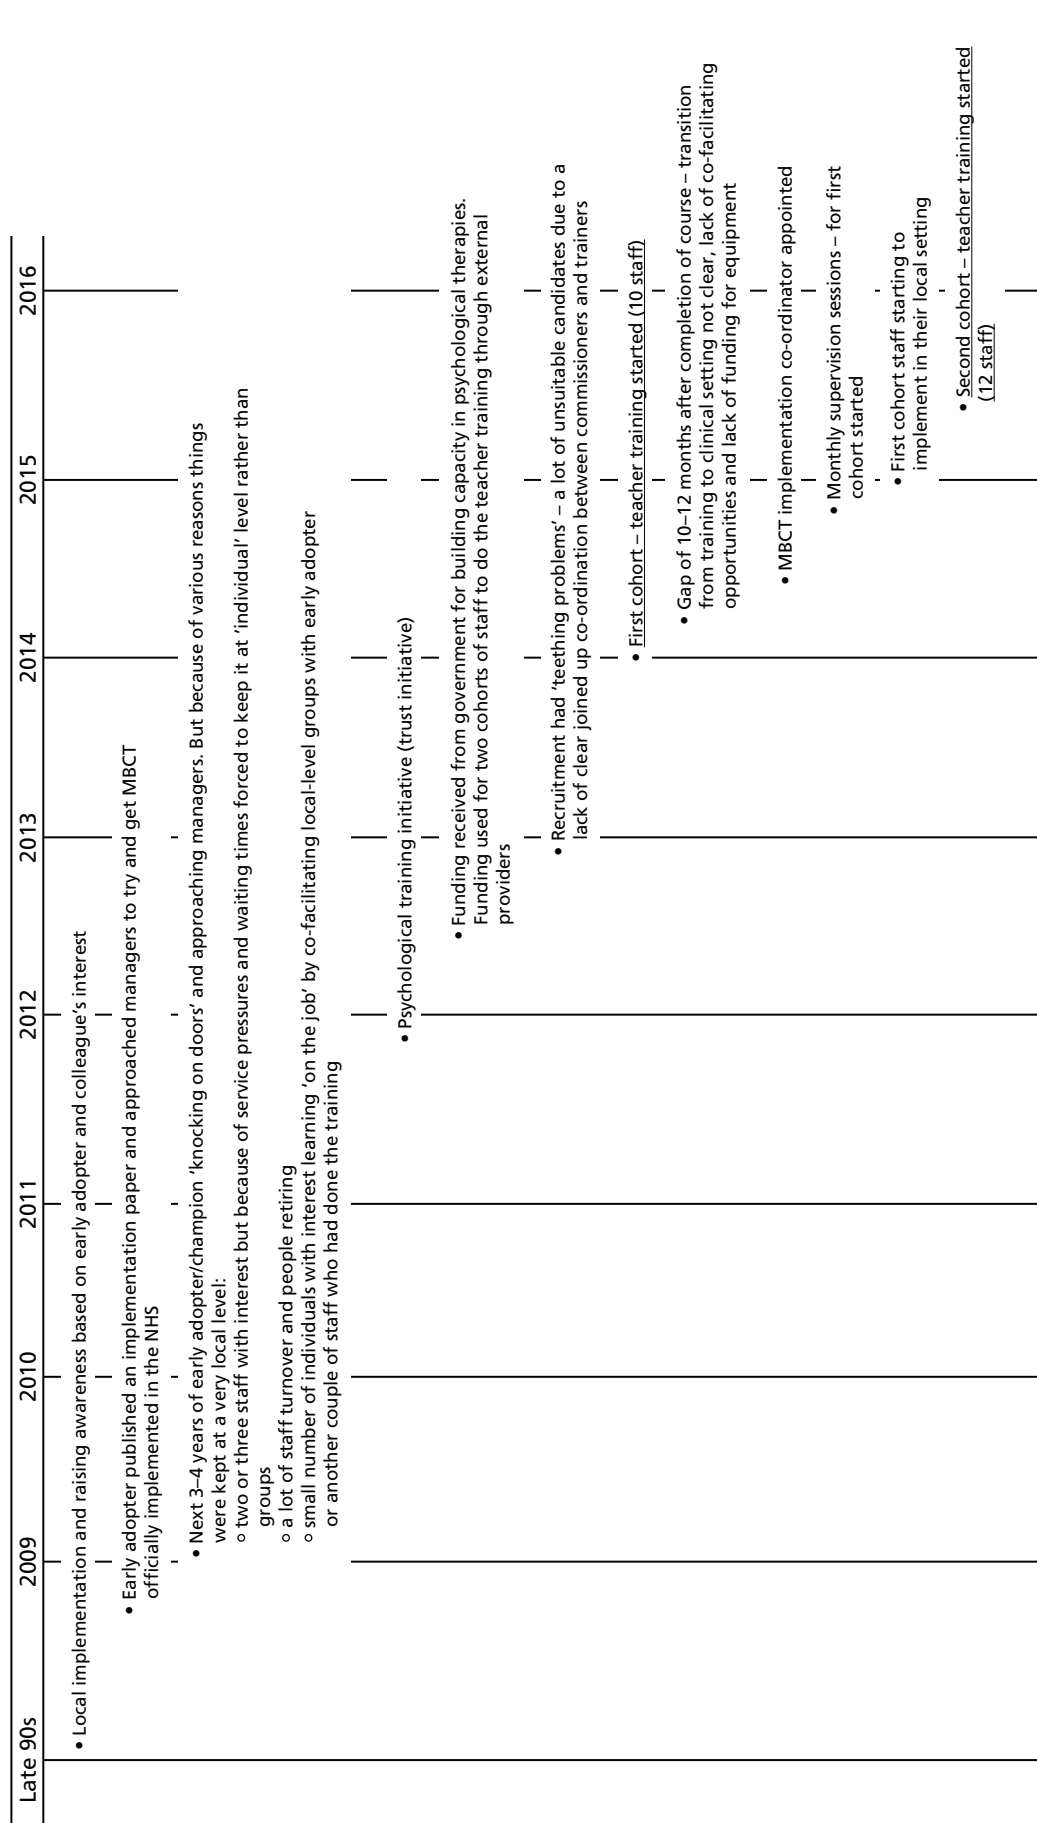 Late 90s 2009 2010 2011 2012 2013 2014 2015 2016
• Local implementation and raising awareness based on early adopter and colleague's interest
• Early adopter published an implementation paper and approached managers to try and get MBCT
officially implemented in the NHS
• Next 3–4 years of early adopter/champion 'knocking on doors' and approaching managers. But because of various reasons things
were kept at a very local level:
○ two or three staff with interest but because of service pressures and waiting times forced to keep it at 'individual' level rather than
groups
○ a lot of staff turnover and people retiring
○ small number of individuals with interest learning 'on the job' by co-facilitating local-level groups with early adopter
or another couple of staff who had done the training
• Psychological training initiative (trust initiative)
• Funding received from government for building capacity in psychological therapies.
Funding used for two cohorts of staff to do the teacher training through external
providers
• Recruitment had 'teething problems' – a lot of unsuitable candidates due to a
lack of clear joined up co-ordination between commissioners and trainers
• First cohort – teacher training started (10 staff)
• Gap of 10–12 months after completion of course – transition
from training to clinical setting not clear, lack of co-facilitating
opportunities and lack of funding for equipment
• MBCT implementation co-ordinator appointed
• Monthly supervision sessions – for first
cohort started
• First cohort staff starting to
implement in their local setting
• Second cohort – teacher training started
(12 staff)